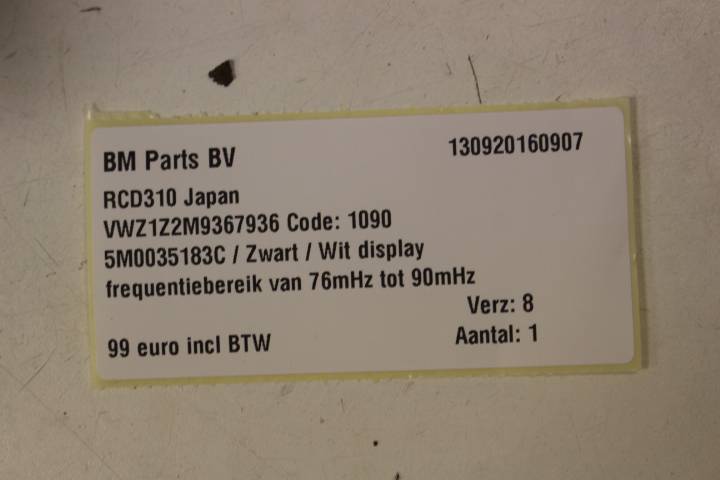 BM Parts BV 130920160907
RCD310 Japan
VWZ1Z2M9367936 Code: 1090
5M0035183C / Zwart / Wit display
frequentiebereik van 76mHz tot 90mHz
Verz: 8
99 euro incl BTW Aantal: 1